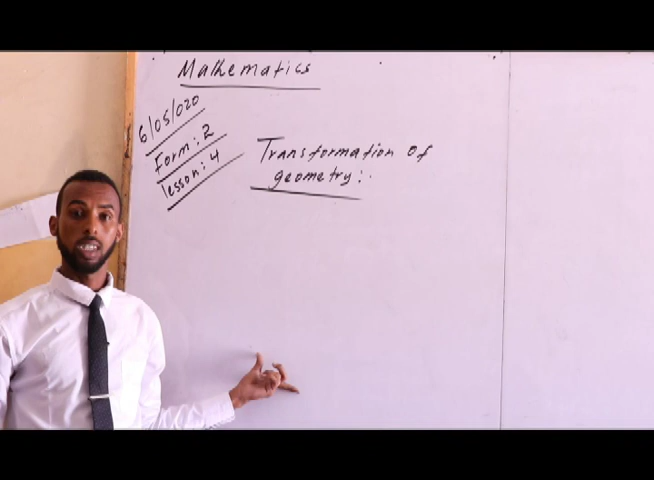 Mathematics
6/05/020
Form: 2
lesson: 4
Transformation of
geometry:.